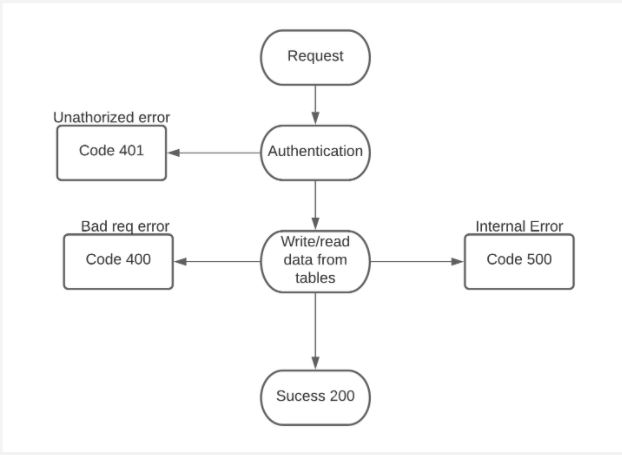 Request
Unathorized error
Code 401
Authentication
Bad req error
Code 400
Write/read
data from
tables
Internal Error
Code 500
Sucess 200